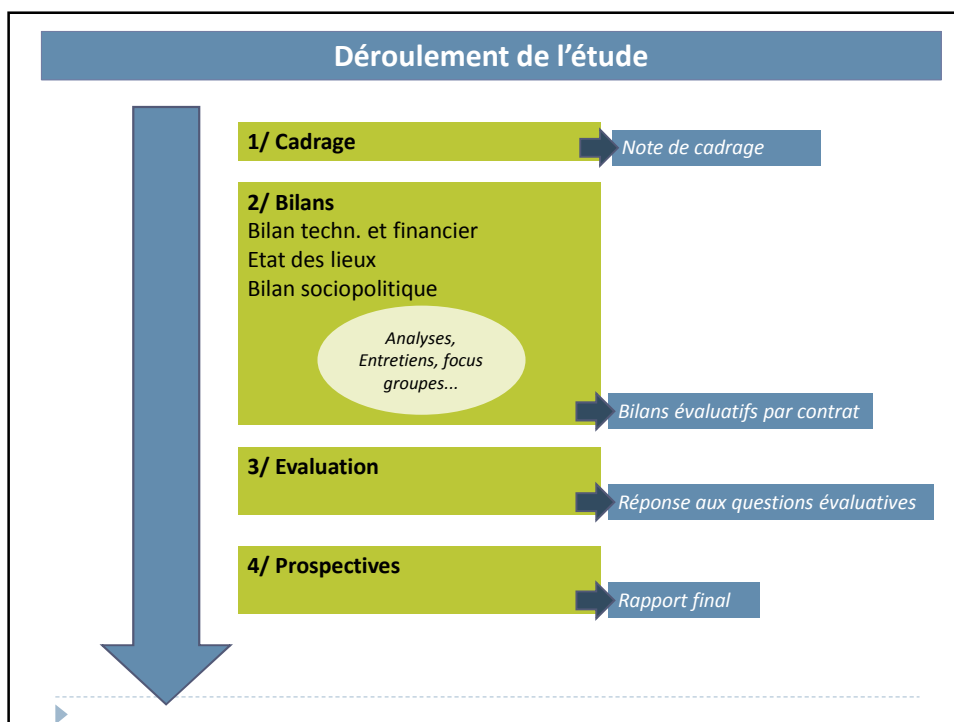 Déroulement de l’étude
1/ Cadrage
Note de cadrage
2/ Bilans
Bilan techn. et financier
Etat des lieux
Bilan sociopolitique
Analyses,
Entretiens, focus
groupes...
Bilans évaluatifs par contrat
3/ Evaluation
Réponse aux questions évaluatives
4/ Prospectives
Rapport final